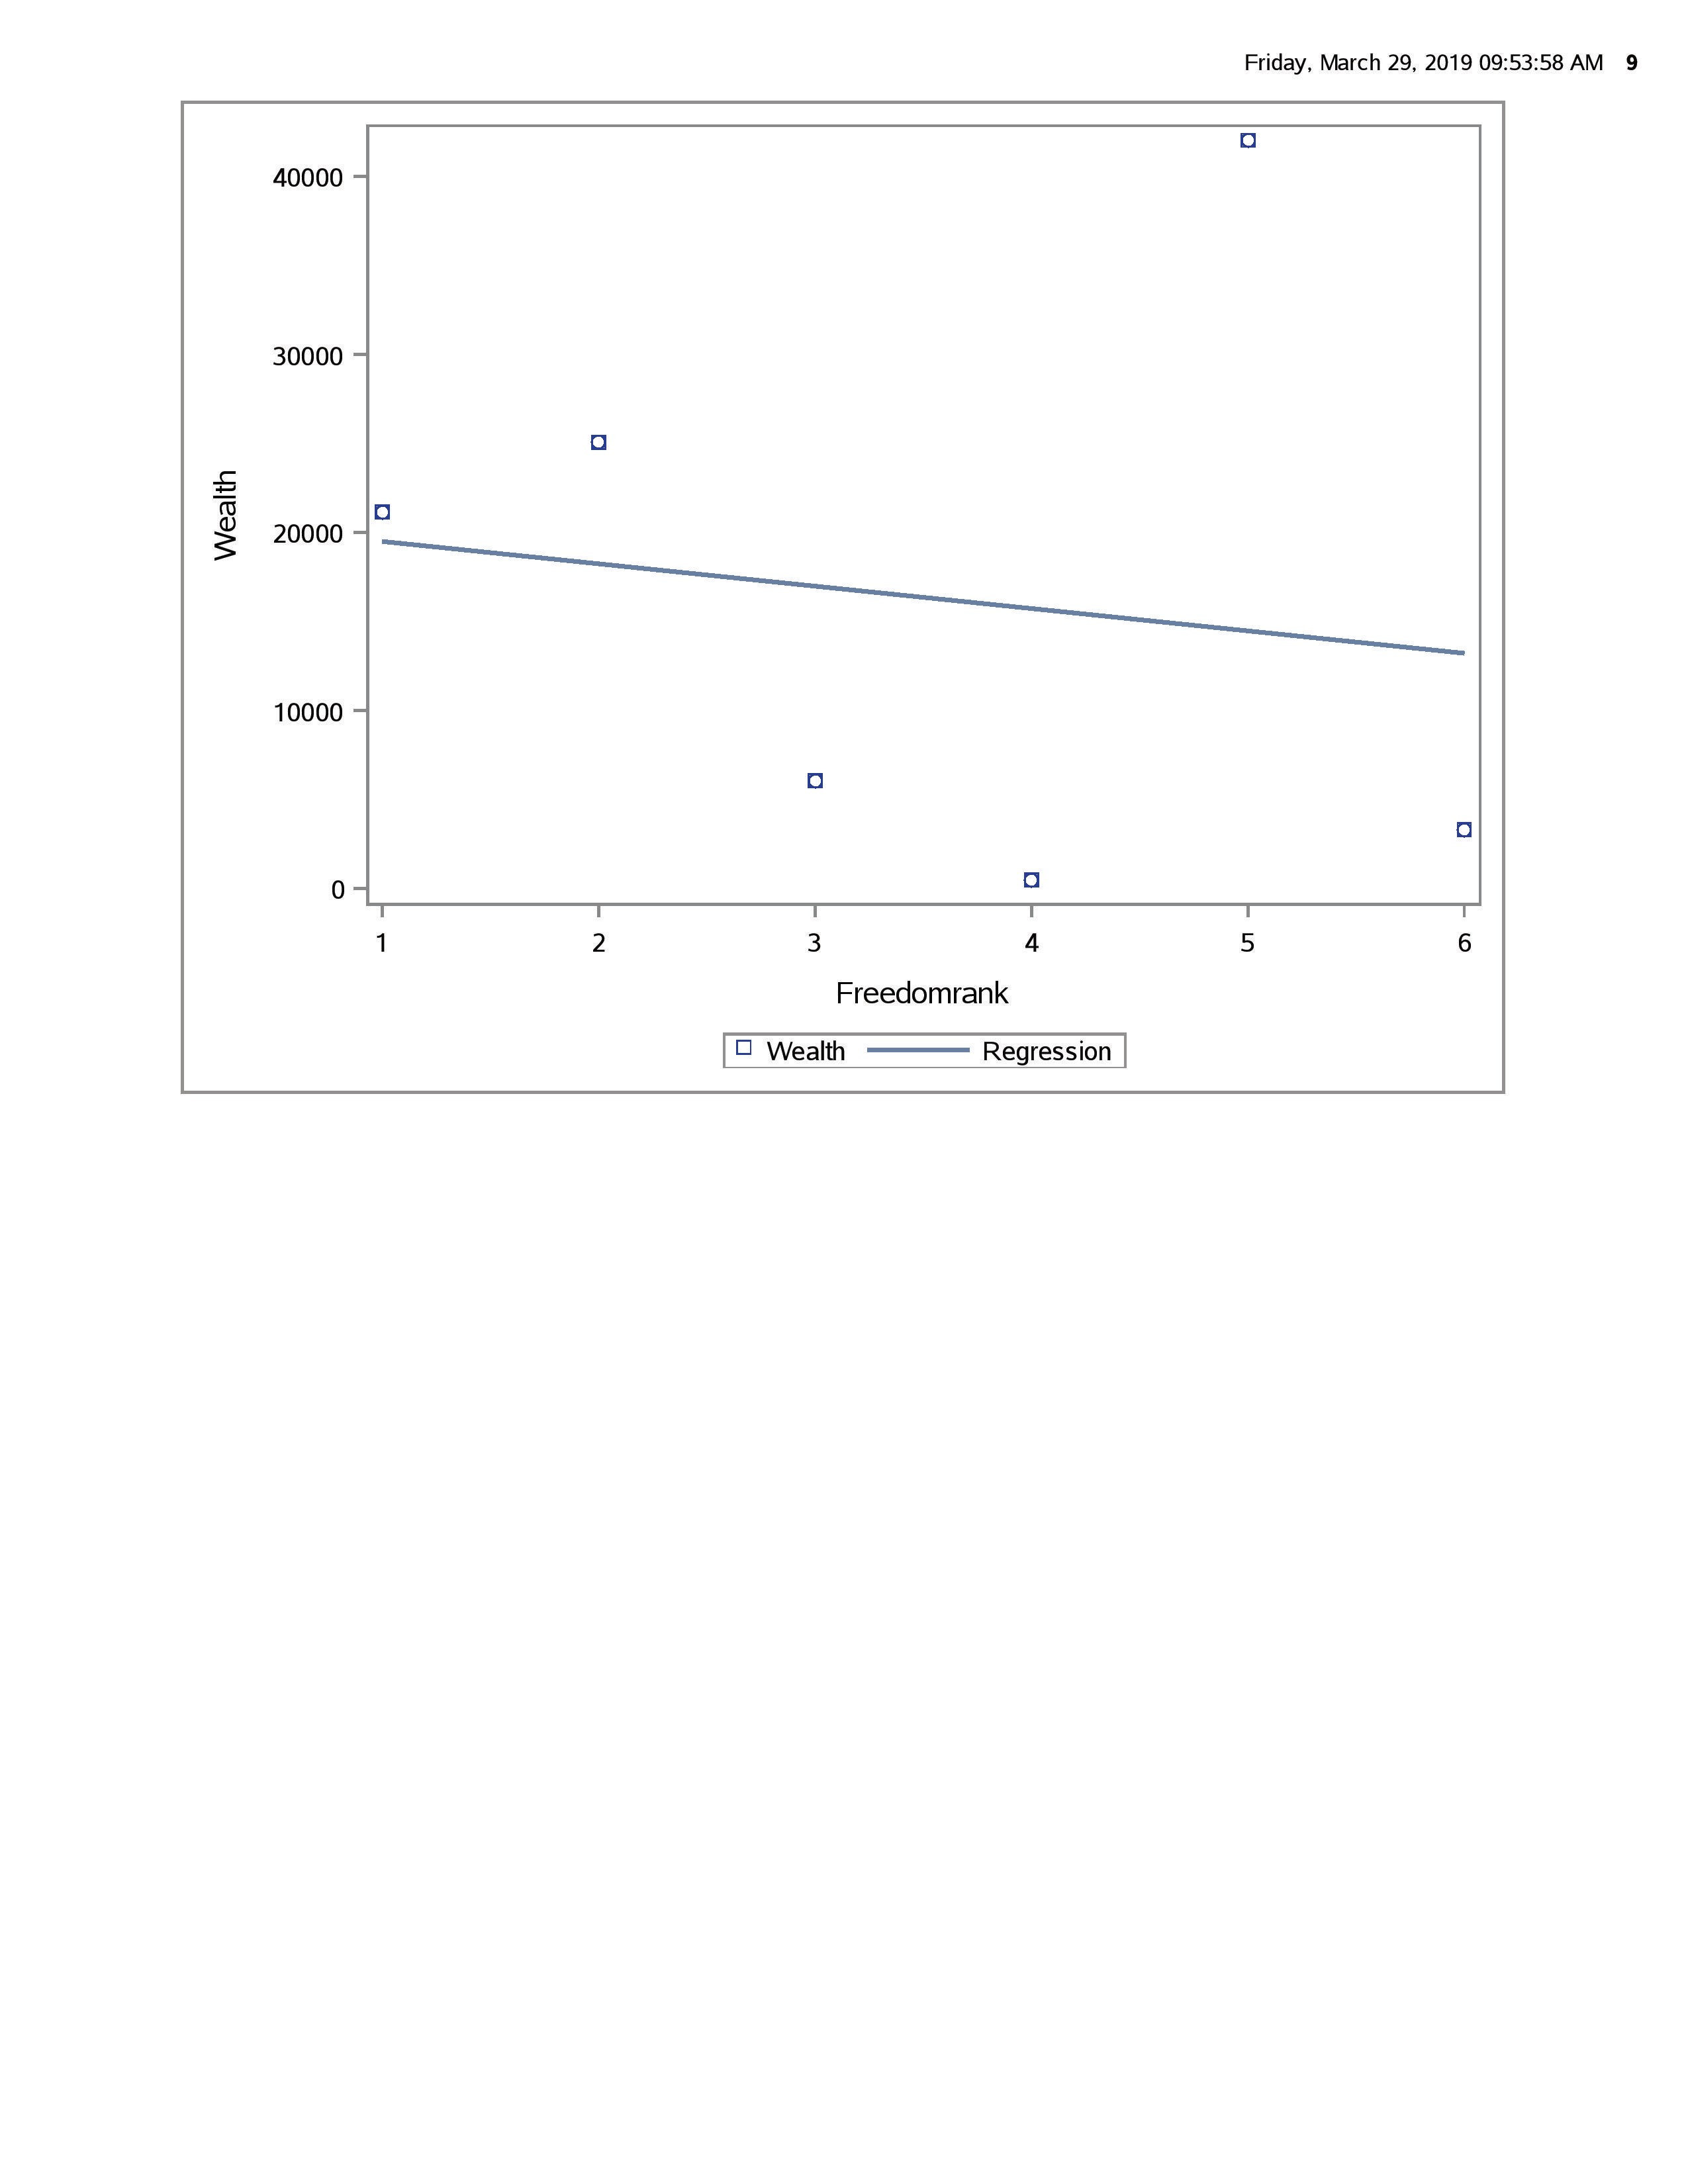 Friday, March 29, 2019 09:53:58 AM 9
40000
30000
20000
10000
0
Wealth
1 2 3 4 5 6
Freedomrank
Wealth Regression